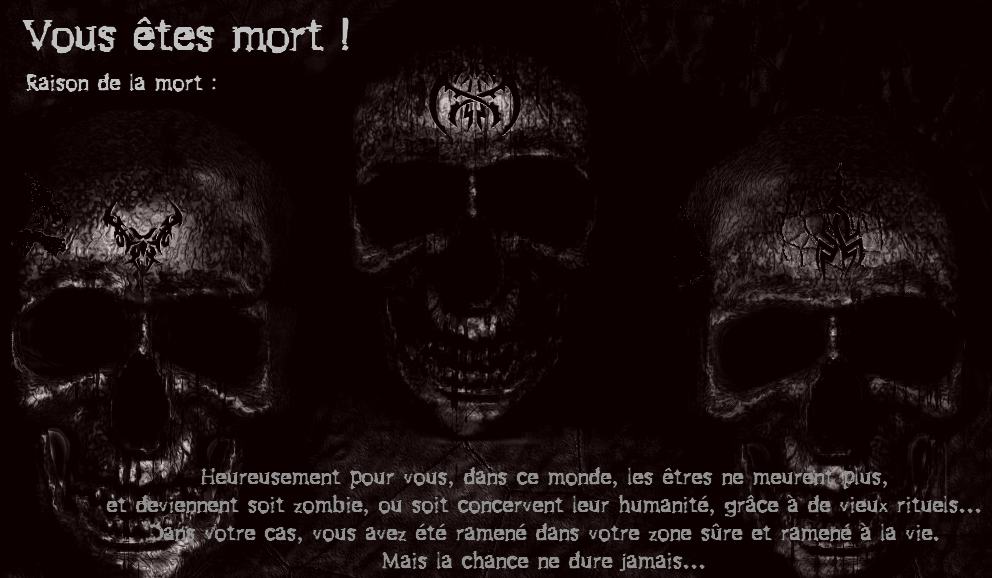 Vous êtes mort !
Raison de la mort :
Heureusement pour vous, dans ce monde, les êtres ne meurent plus,
et deviennent soit zombie, ou soit concervent leur humanité, grâce à de vieux rituels...
Dans votre cas, vous avez été ramené dans votre zone sûre et ramené à la vie.
Mais la chance ne dure jamais...